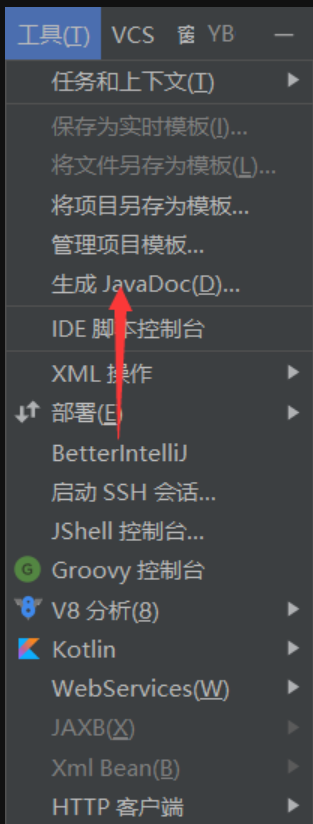 工具(T) VCS 窗 YB
任务和上下文(T)
保存为实时模板(I)...
将文件另存为模板(L)...
将项目另存为模板...
管理项目模板...
生成 JavaDoc(D)...
IDE 脚本控制台
XML 操作
部署(E)
BetterIntelliJ
启动 SSH 会话...
JShell 控制台...
G Groovy 控制台
V8 分析(8)
Kotlin
WebServices(W)
JAXB(X)
Xml Bean(B)
HTTP 客户端